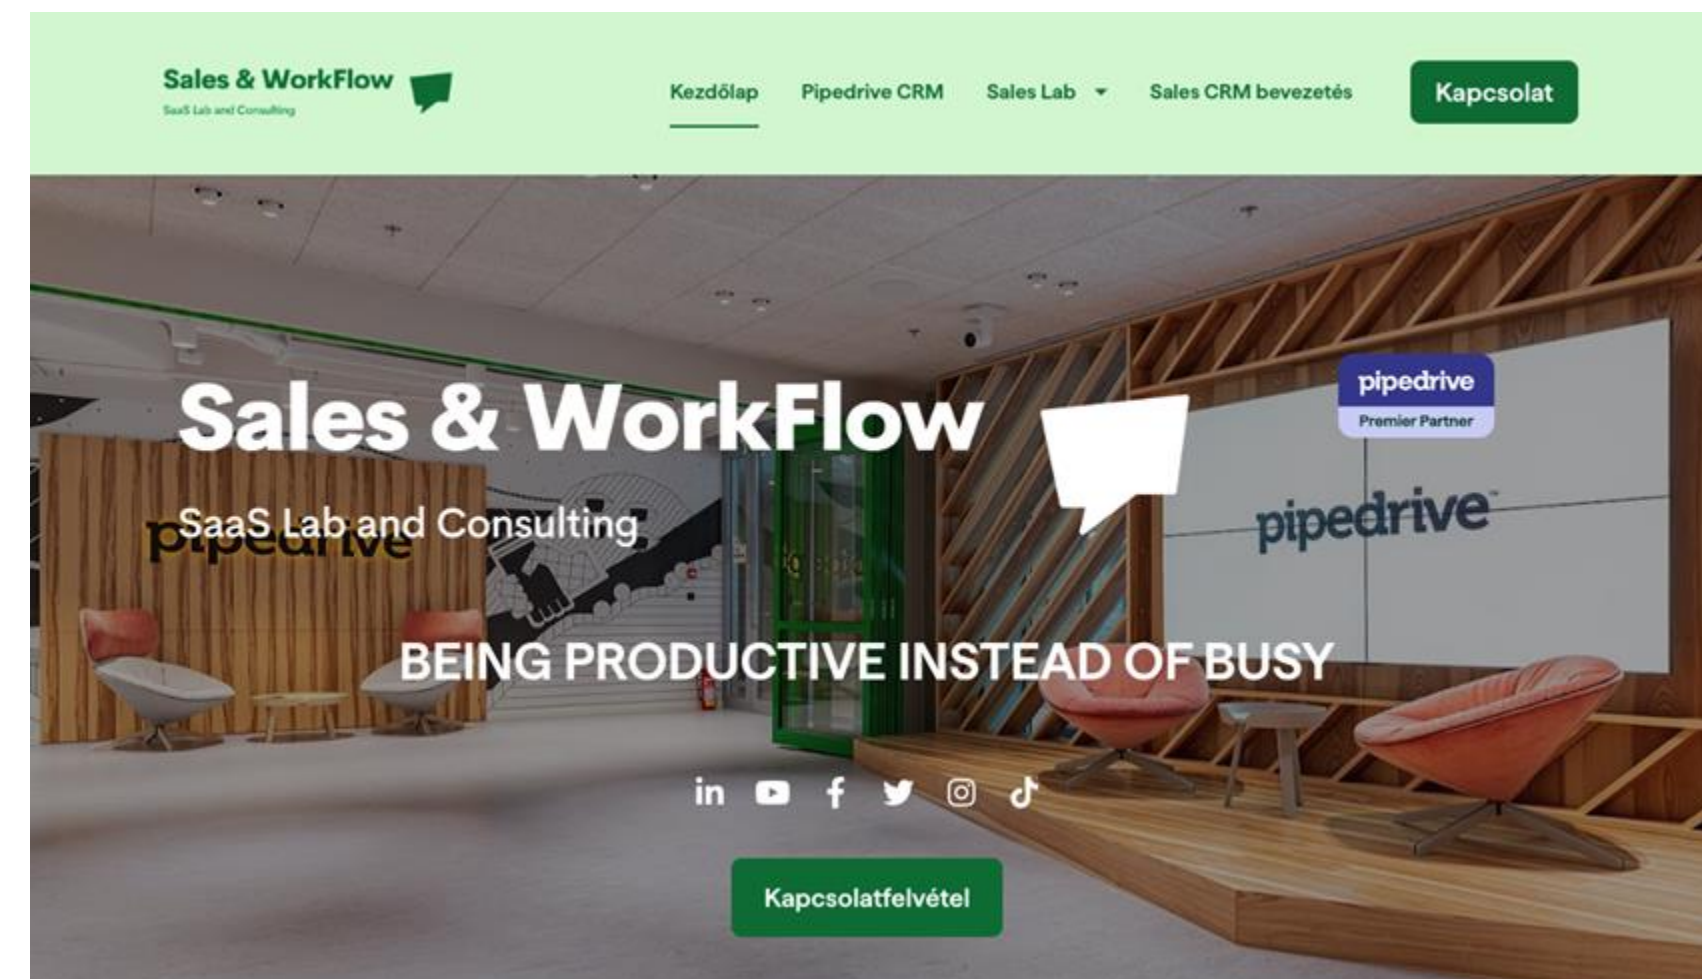 Sales & WorkFlow
SaaS Lab and Consulting
Kezdőlap
Pipedrive CRM
Sales Lab
Sales CRM bevezetés
Kapcsolat
pipedrive
Premier Partner
Sales & WorkFlow
SaaS Lab and Consulting
pipedrive
pipedrive™
BEING PRODUCTIVE INSTEAD OF BUSY
Kapcsolatfelvétel